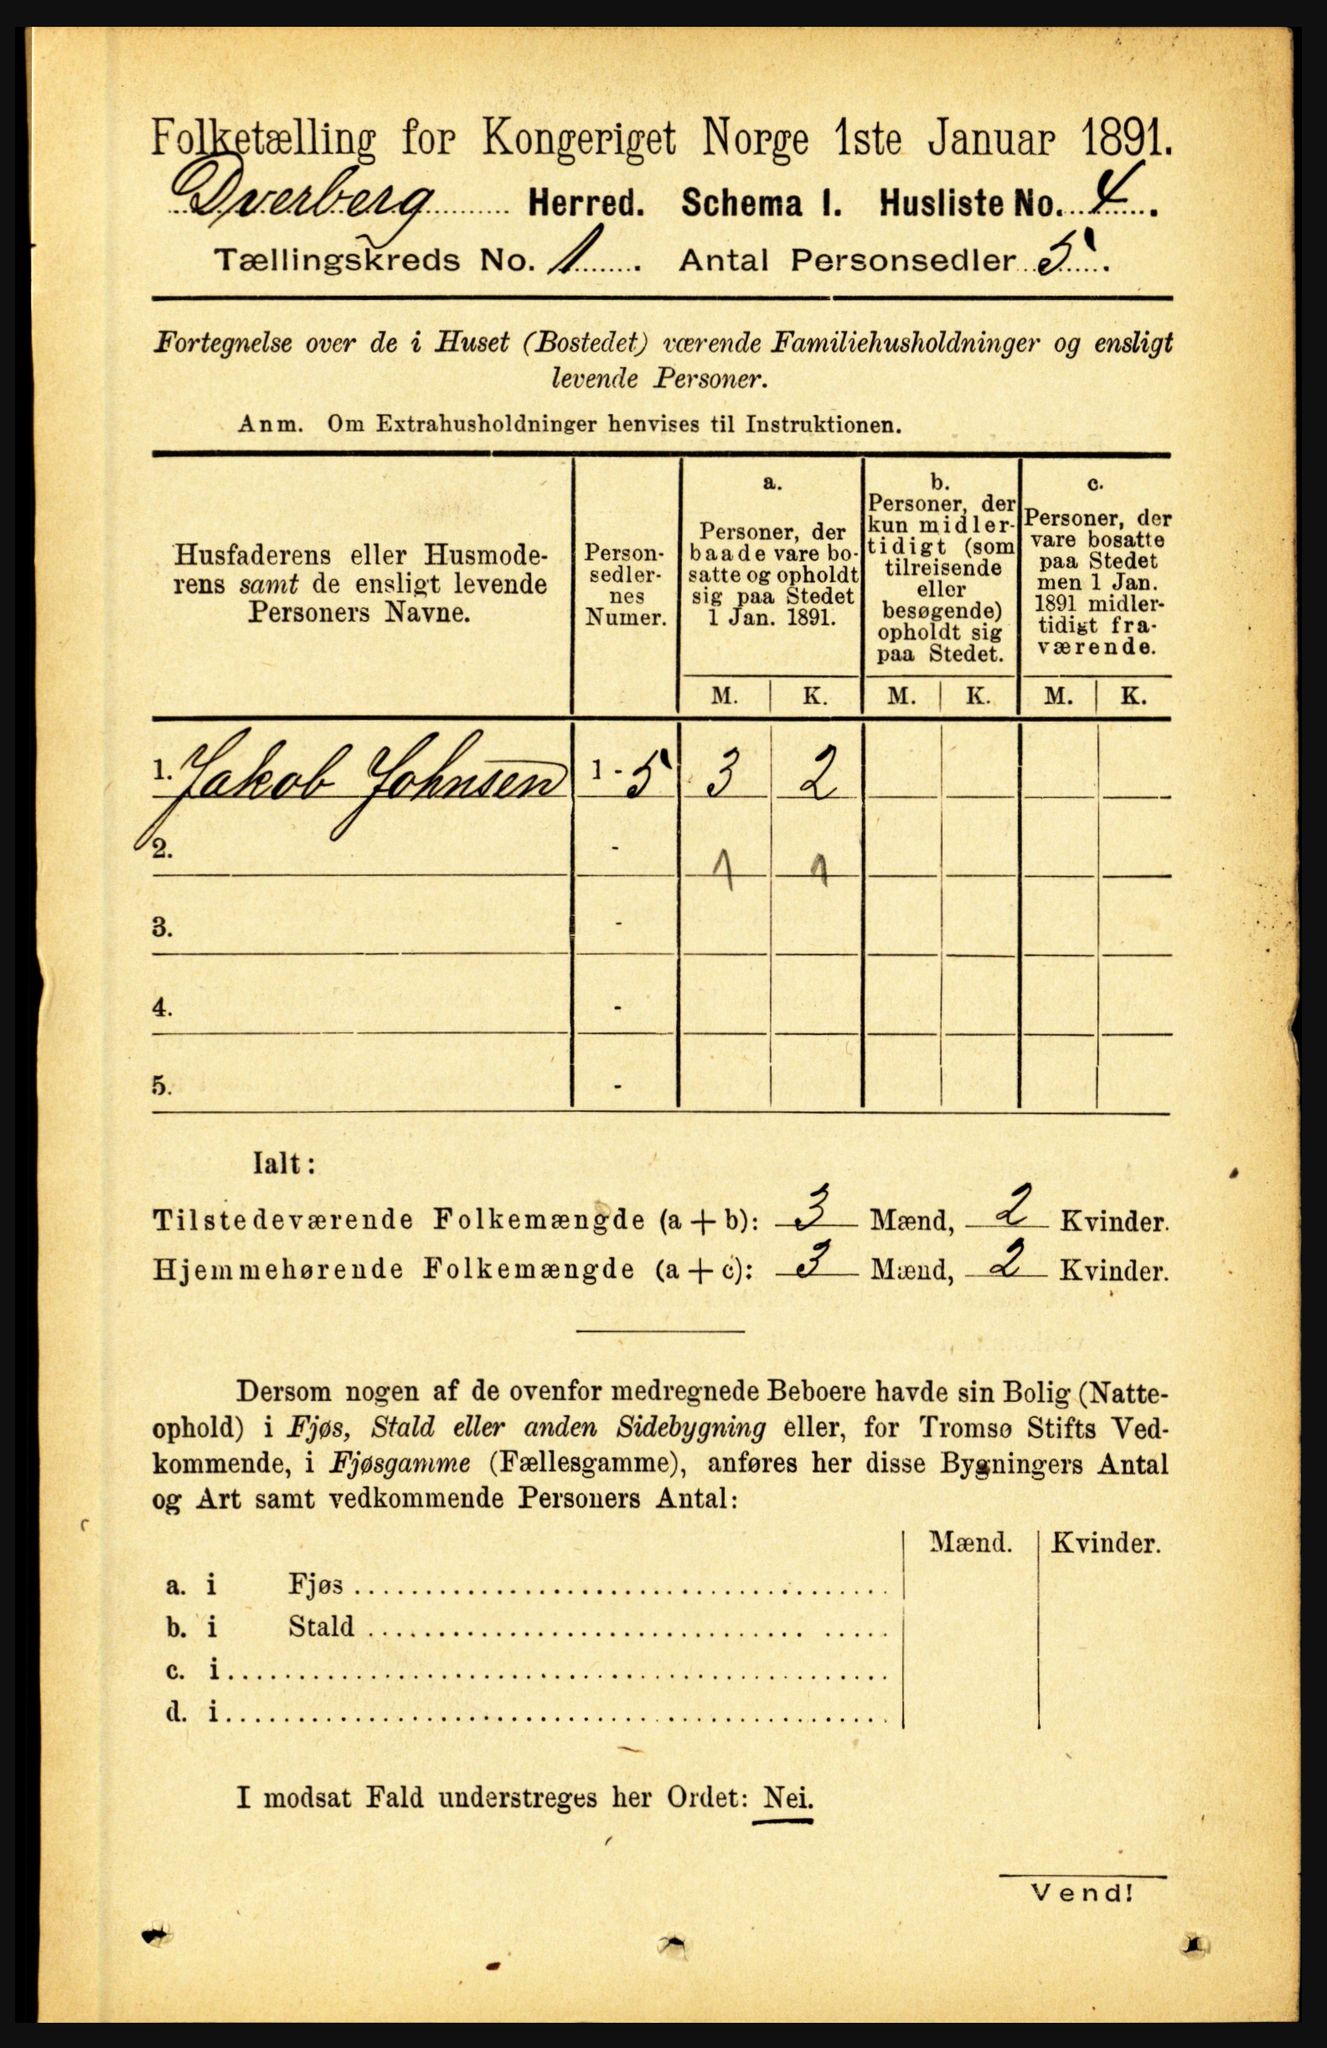 Folketælling for Kongeriget Norge 1ste Januar 1891.
Dverberg Herred. Schema I. Husliste No. 4.
Tællingskreds No. 1. Antal Personsedler 5.
Fortegnelse over de i Huset (Bostedet) værende Familiehusholdninger og ensligt
levende Personer.
Anm. Om Extrahusholdninger henvises til Instruktionen.
Husfaderens eller Husmode-
rens samt de ensligt levende
Personers Navne.
Person-
sedler-
nes
Numer.
a.
Personer, der
baade vare bo-
satte og opholdt
sig paa Stedet
1 Jan. 1891.
b.
Personer, der
kun midler-
tidigt (som
tilreisende
eller
besøgende)
opholdt sig
paa Stedet.
c.
Personer, der
vare bosatte
paa Stedet
men 1 Jan.
1891 midler-
tidigt fra-
værende.
M. K. M. K. M. K.
1. Jakob Johnsen 1 - 5 3 2
2. - 1 1
3. -
4. -
5. -
Ialt:
Tilstedeværende Folkemængde (a + b): 3 Mænd, 2 Kvinder.
Hjemmehørende Folkemængde (a + c): 3 Mænd, 2 Kvinder.
Dersom nogen af de ovenfor medregnede Beboere havde sin Bolig (Natte-
ophold) i Fjøs, Stald eller anden Sidebygning eller, for Tromsø Stifts Ved-
kommende, i Fjøsgamme (Fællesgamme), anføres her disse Bygningers Antal
og Art samt vedkommende Personers Antal:
Mænd. Kvinder.
a. i Fjøs
b. i Stald
c. i
d. i
I modsat Fald understreges her Ordet: Nei.
Vend!